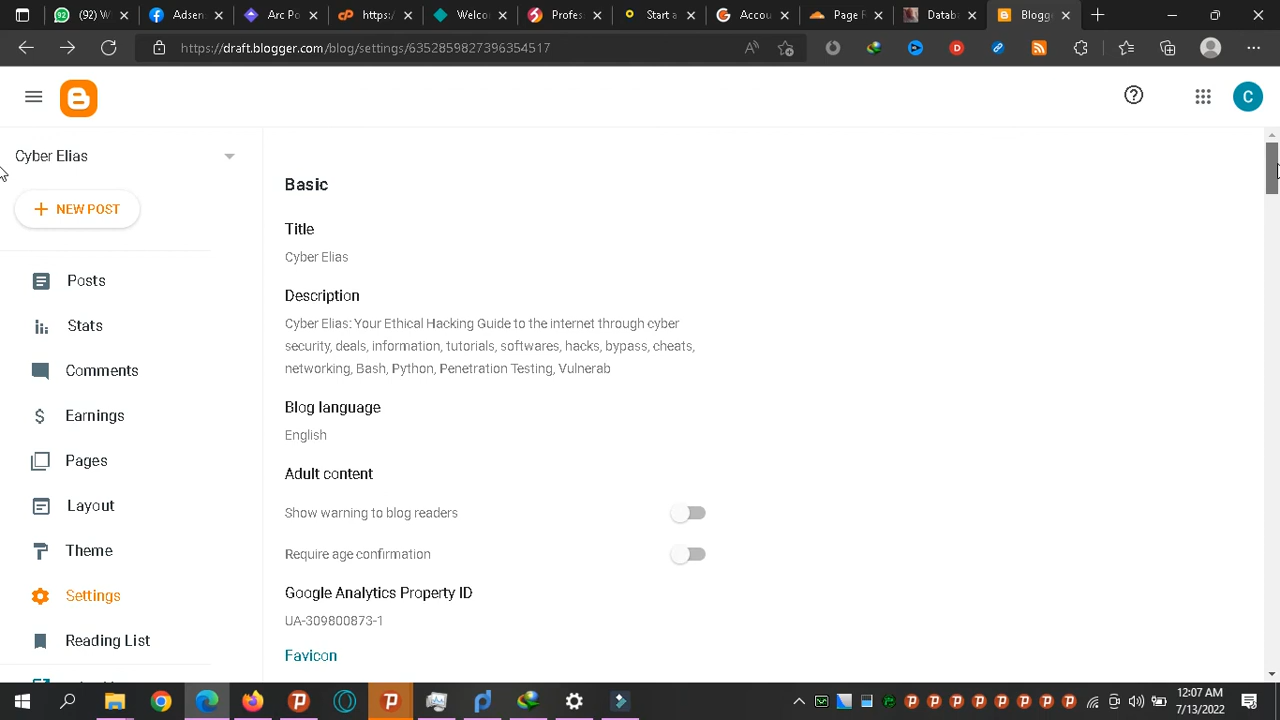 (92) W
Adsen
Arc P
https:/
Welco
Profes
Start a
Accou
Page F
Datab
Blogge
https://draft.blogger.com/blog/settings/6352859827396354517
C
Cyber Elias
NEW POST
Posts
Stats
Comments
Earnings
Pages
Layout
Theme
Settings
Reading List
Basic
Title
Cyber Elias
Description
Cyber Elias: Your Ethical Hacking Guide to the internet through cyber
security, deals, information, tutorials, softwares, hacks, bypass, cheats,
networking, Bash, Python, Penetration Testing, Vulnerab
Blog language
English
Adult content
Show warning to blog readers
Require age confirmation
Google Analytics Property ID
UA-309800873-1
Favicon
12:07 AM
7/13/2022